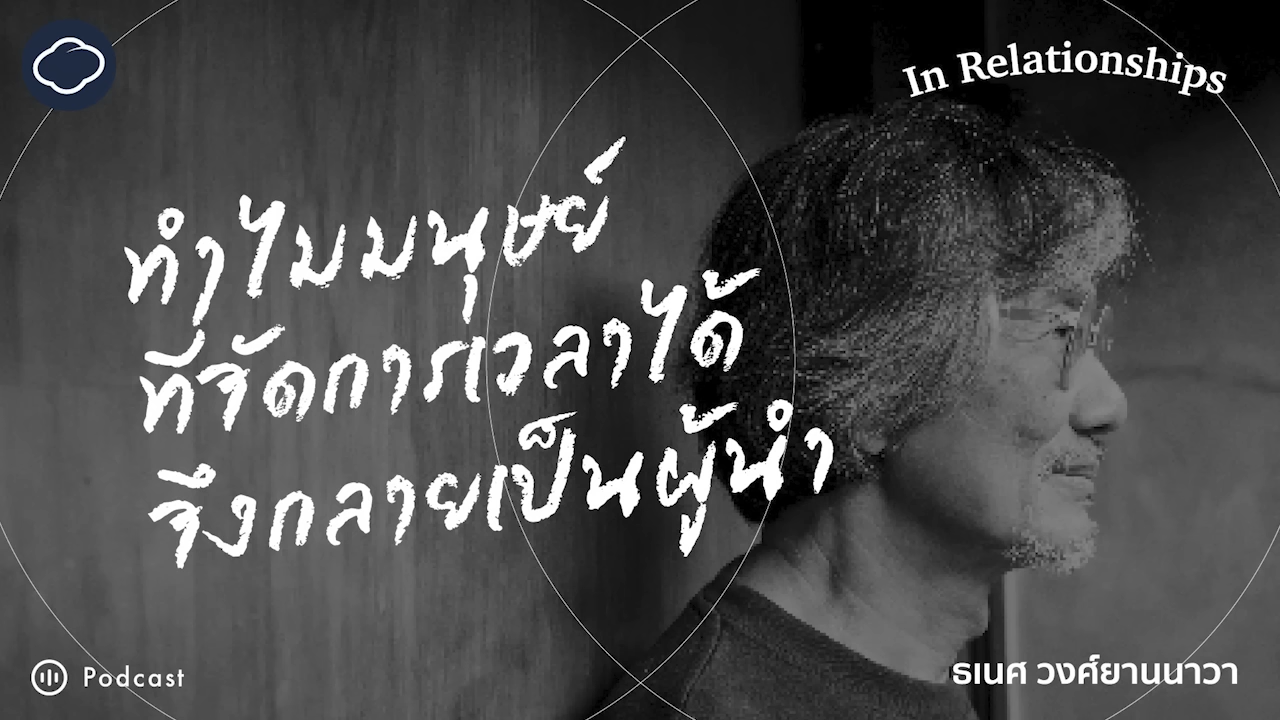 In Relationships
ทำไมมนุษย์
ที่จัดการเวลาได้
จึงกลายเป็นผู้นำ
Podcast
ธเนศ วงศ์ยานนาวา